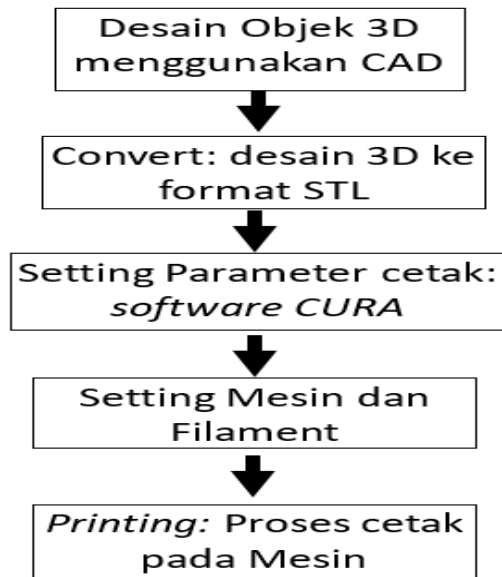 Desain Objek 3D
menggunakan CAD
Convert: desain 3D ke
format STL
Setting Parameter cetak:
software CURA
Setting Mesin dan
Filament
Printing: Proses cetak
pada Mesin